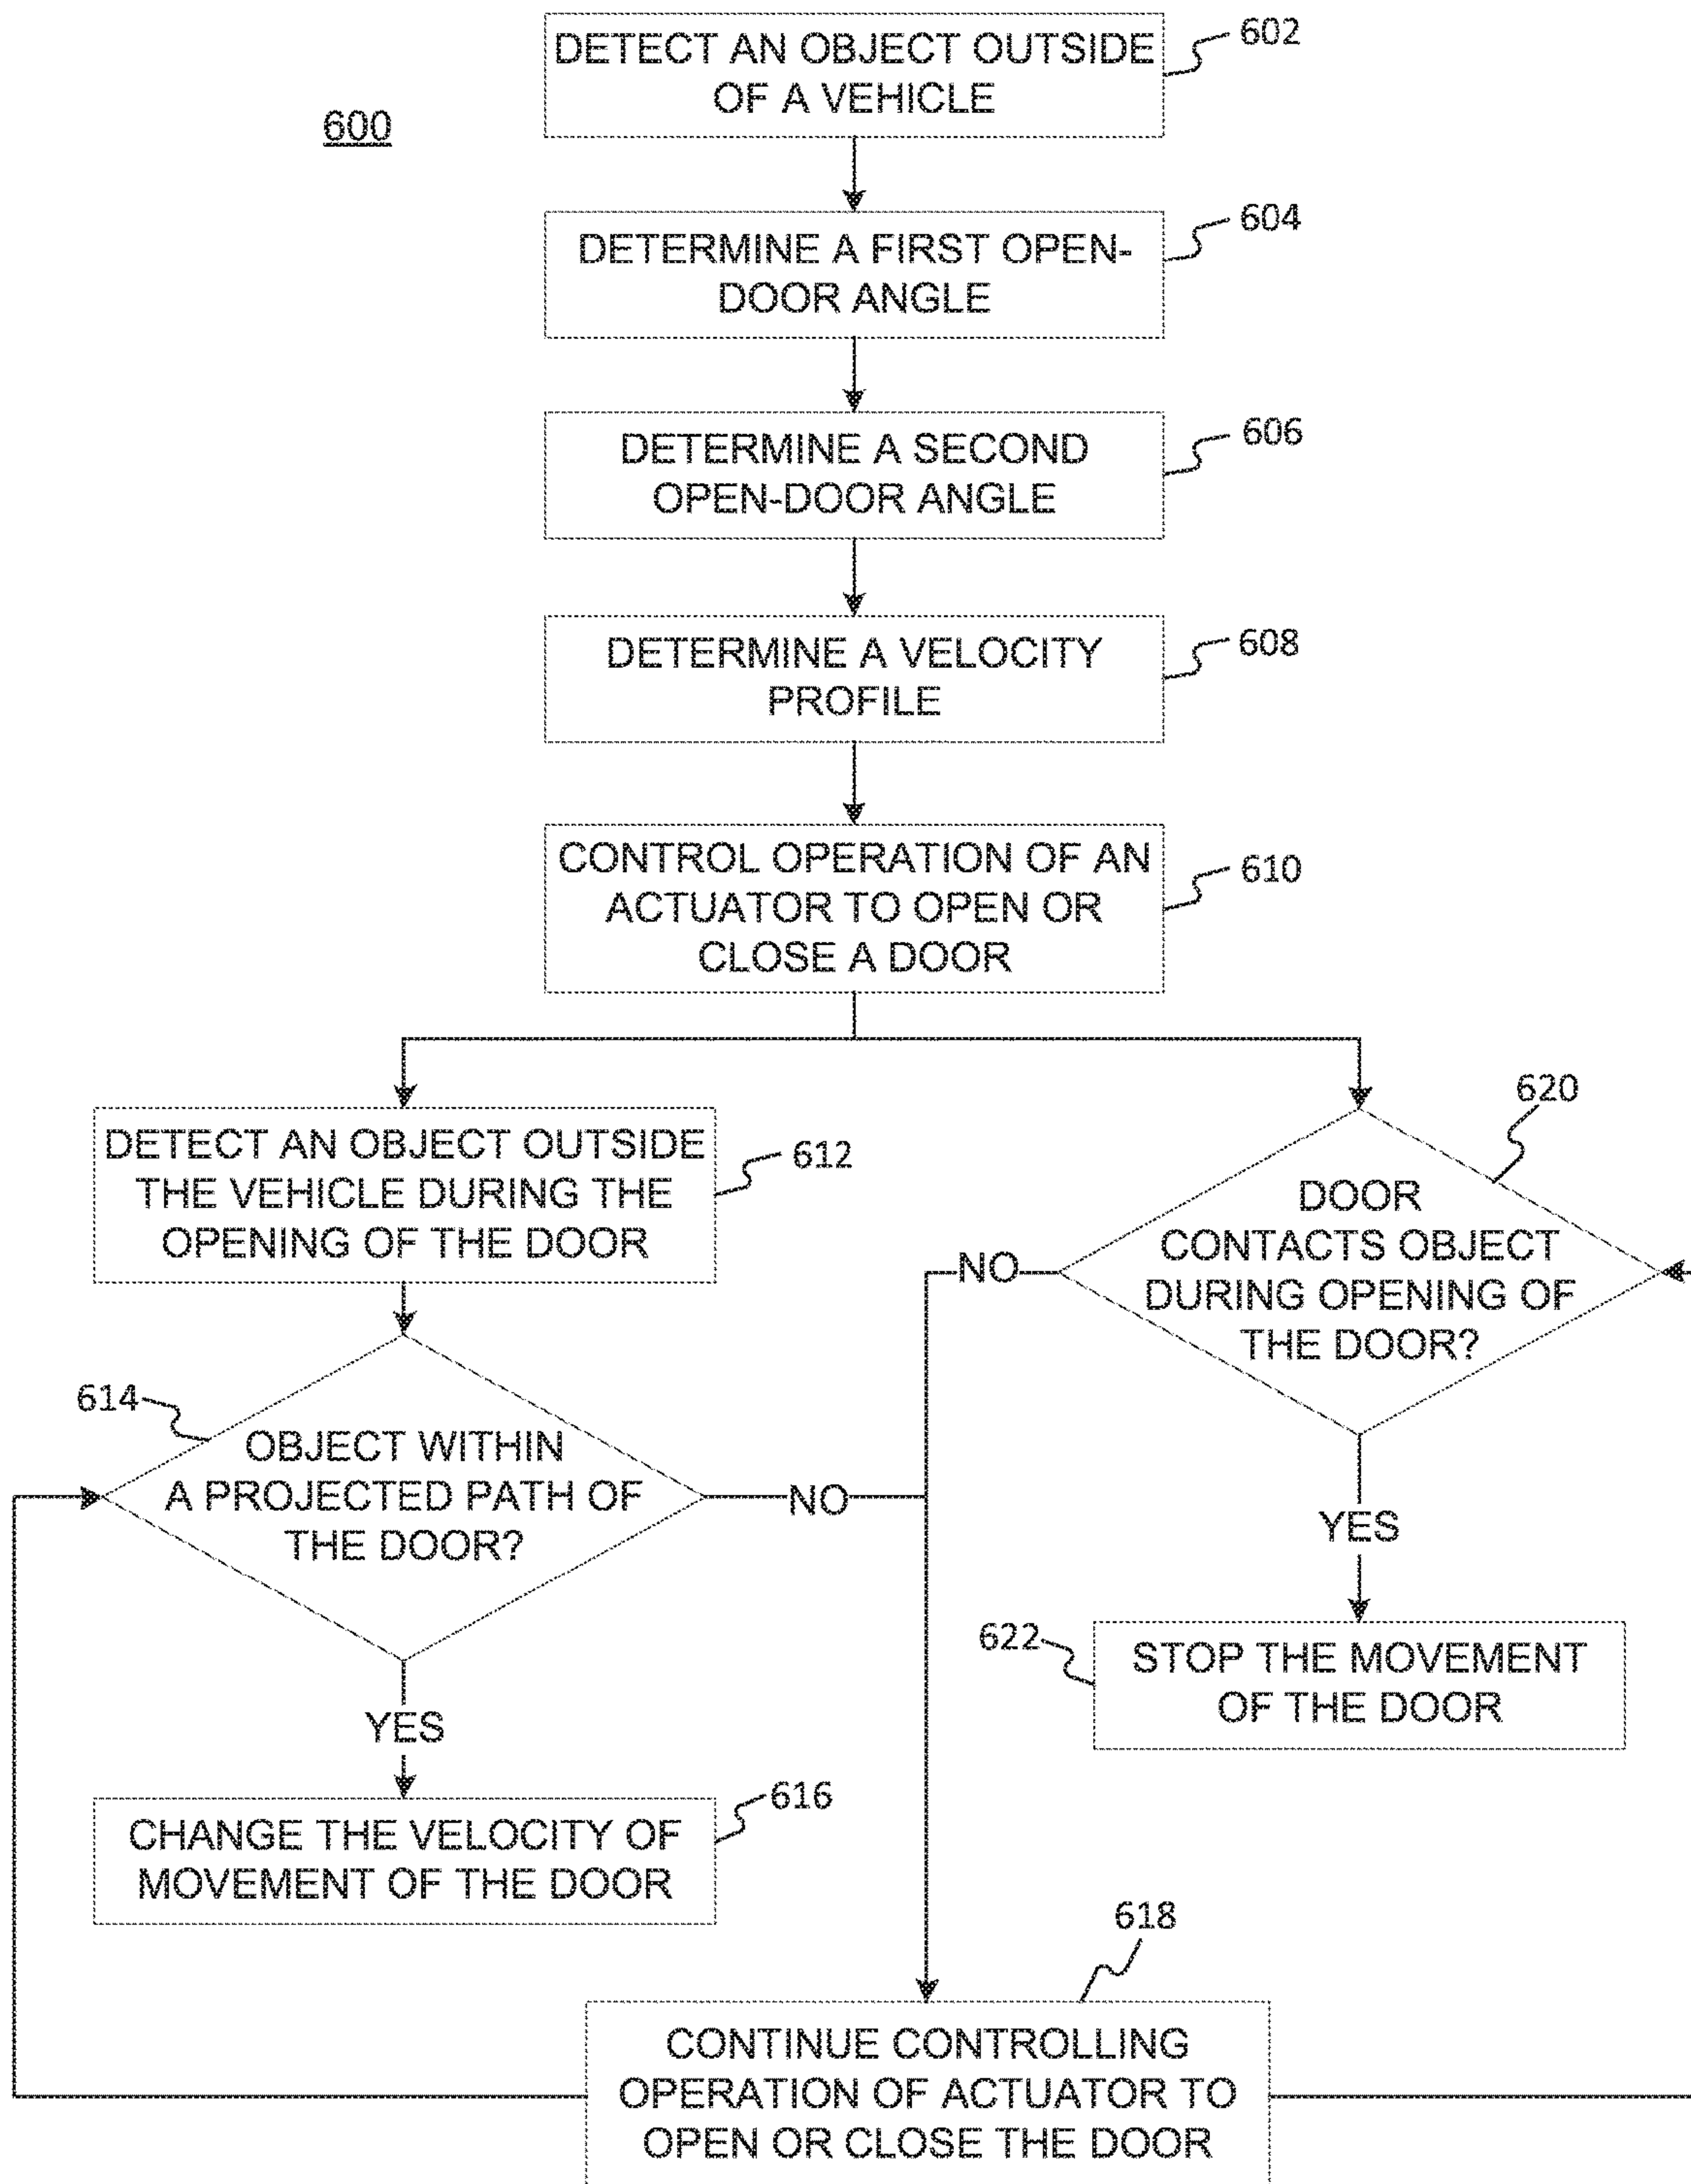 600
DETECT AN OBJECT OUTSIDE
OF A VEHICLE
602
DETERMINE A FIRST OPEN-
DOOR ANGLE
604
DETERMINE A SECOND
OPEN-DOOR ANGLE
606
DETERMINE A VELOCITY
PROFILE
608
CONTROL OPERATION OF AN
ACTUATOR TO OPEN OR
CLOSE A DOOR
610
DETECT AN OBJECT OUTSIDE
THE VEHICLE DURING THE
OPENING OF THE DOOR
612
614
OBJECT WITHIN
A PROJECTED PATH OF
THE DOOR?
NO
YES
CHANGE THE VELOCITY OF
MOVEMENT OF THE DOOR
616
620
DOOR
CONTACTS OBJECT
DURING OPENING OF
THE DOOR?
NO
YES
622
STOP THE MOVEMENT
OF THE DOOR
618
CONTINUE CONTROLLING
OPERATION OF ACTUATOR TO
OPEN OR CLOSE THE DOOR